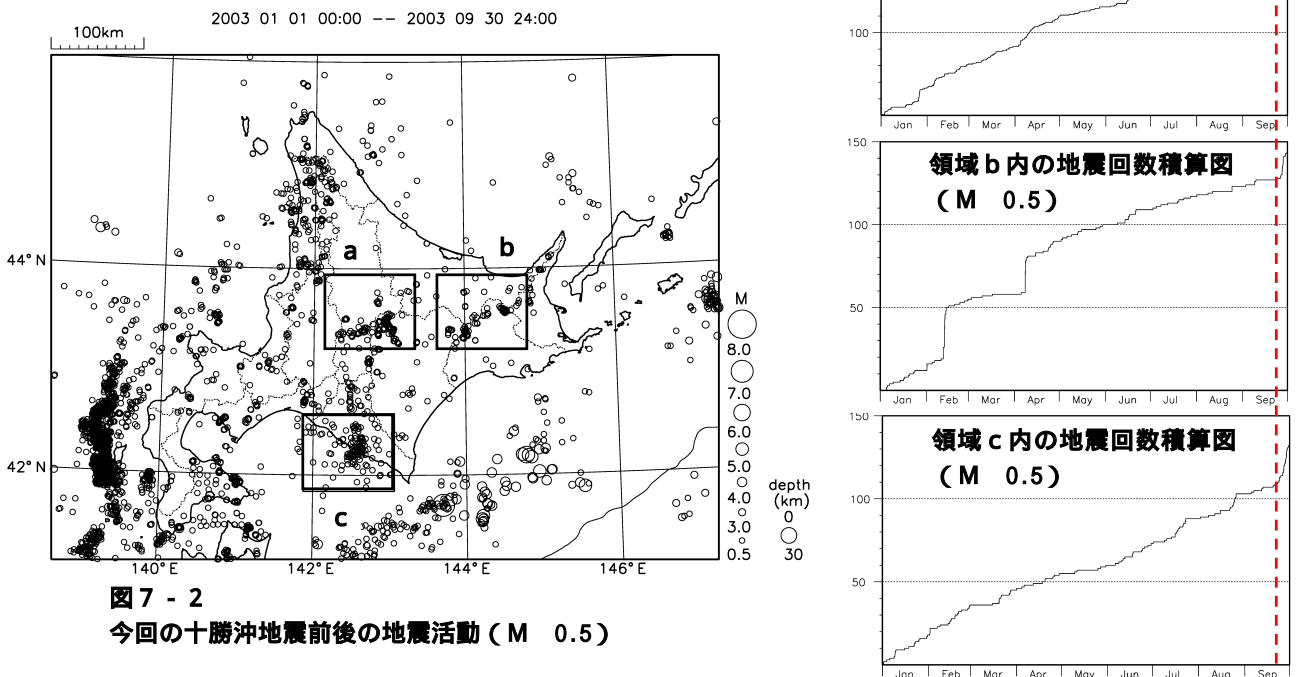 2003 01 01 00:00 -- 2003 09 30 24:00
100km
44°N
42°N
140°E
142°E
144°E
146°E
a
b
c
M
8.0
7.0
6.0
5.0
4.0
3.0
0.5
depth
(km)
0
30
図7-2
今回の十勝沖地震前後の地震活動（M 0.5）
100
Jan Feb Mar Apr May Jun Jul Aug Sep
領域b内の地震回数積算図
（M 0.5）
150
100
50
Jan Feb Mar Apr May Jun Jul Aug Sep
領域c内の地震回数積算図
（M 0.5）
150
100
50
Jan Feb Mar Apr May Jun Jul Aug Sep